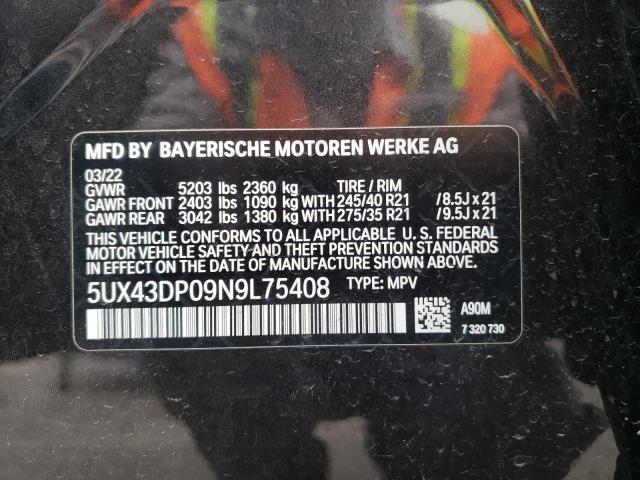 MFD BY BAYERISCHE MOTOREN WERKE AG
03/22
GVWR 5203 lbs 2360 kg TIRE / RIM
GAWR FRONT 2403 lbs 1090 kg WITH 245/40 R21 /8.5J x 21
GAWR REAR 3042 lbs 1380 kg WITH 275/35 R21 /9.5J x 21
THIS VEHICLE CONFORMS TO ALL APPLICABLE U. S. FEDERAL
MOTOR VEHICLE SAFETY AND THEFT PREVENTION STANDARDS
IN EFFECT ON THE DATE OF MANUFACTURE SHOWN ABOVE.
5UX43DP09N9L75408 TYPE: MPV
A90M
7 320 730